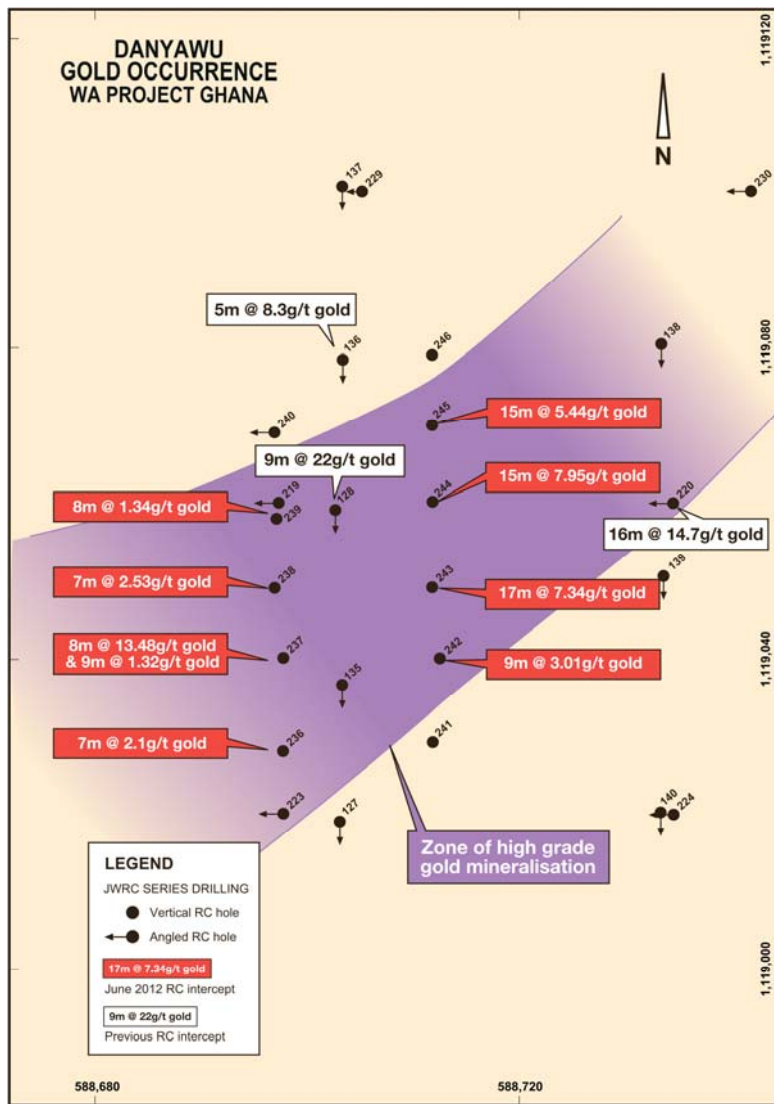 DANYAWU
GOLD OCCURRENCE
WA PROJECT GHANA
1,119120
N
137
229
230
5m @ 8.3g/t gold
136
246
138
1,119,080
240
245
15m @ 5.44g/t gold
9m @ 22g/t gold
219
128
244
15m @ 7.95g/t gold
220
8m @ 1.34g/t gold
239
16m @ 14.7g/t gold
139
7m @ 2.53g/t gold
238
243
17m @ 7.34g/t gold
8m @ 13.48g/t gold
& 9m @ 1.32g/t gold
237
242
9m @ 3.01g/t gold
1,119,040
135
7m @ 2.1g/t gold
236
241
223
127
140
224
Zone of high grade
gold mineralisation
LEGEND
JWRC SERIES DRILLING
Vertical RC hole
Angled RC hole
17m @ 7.34g/t gold
June 2012 RC intercept
9m @ 22g/t gold
Previous RC intercept
1,119,000
588,680
588,720